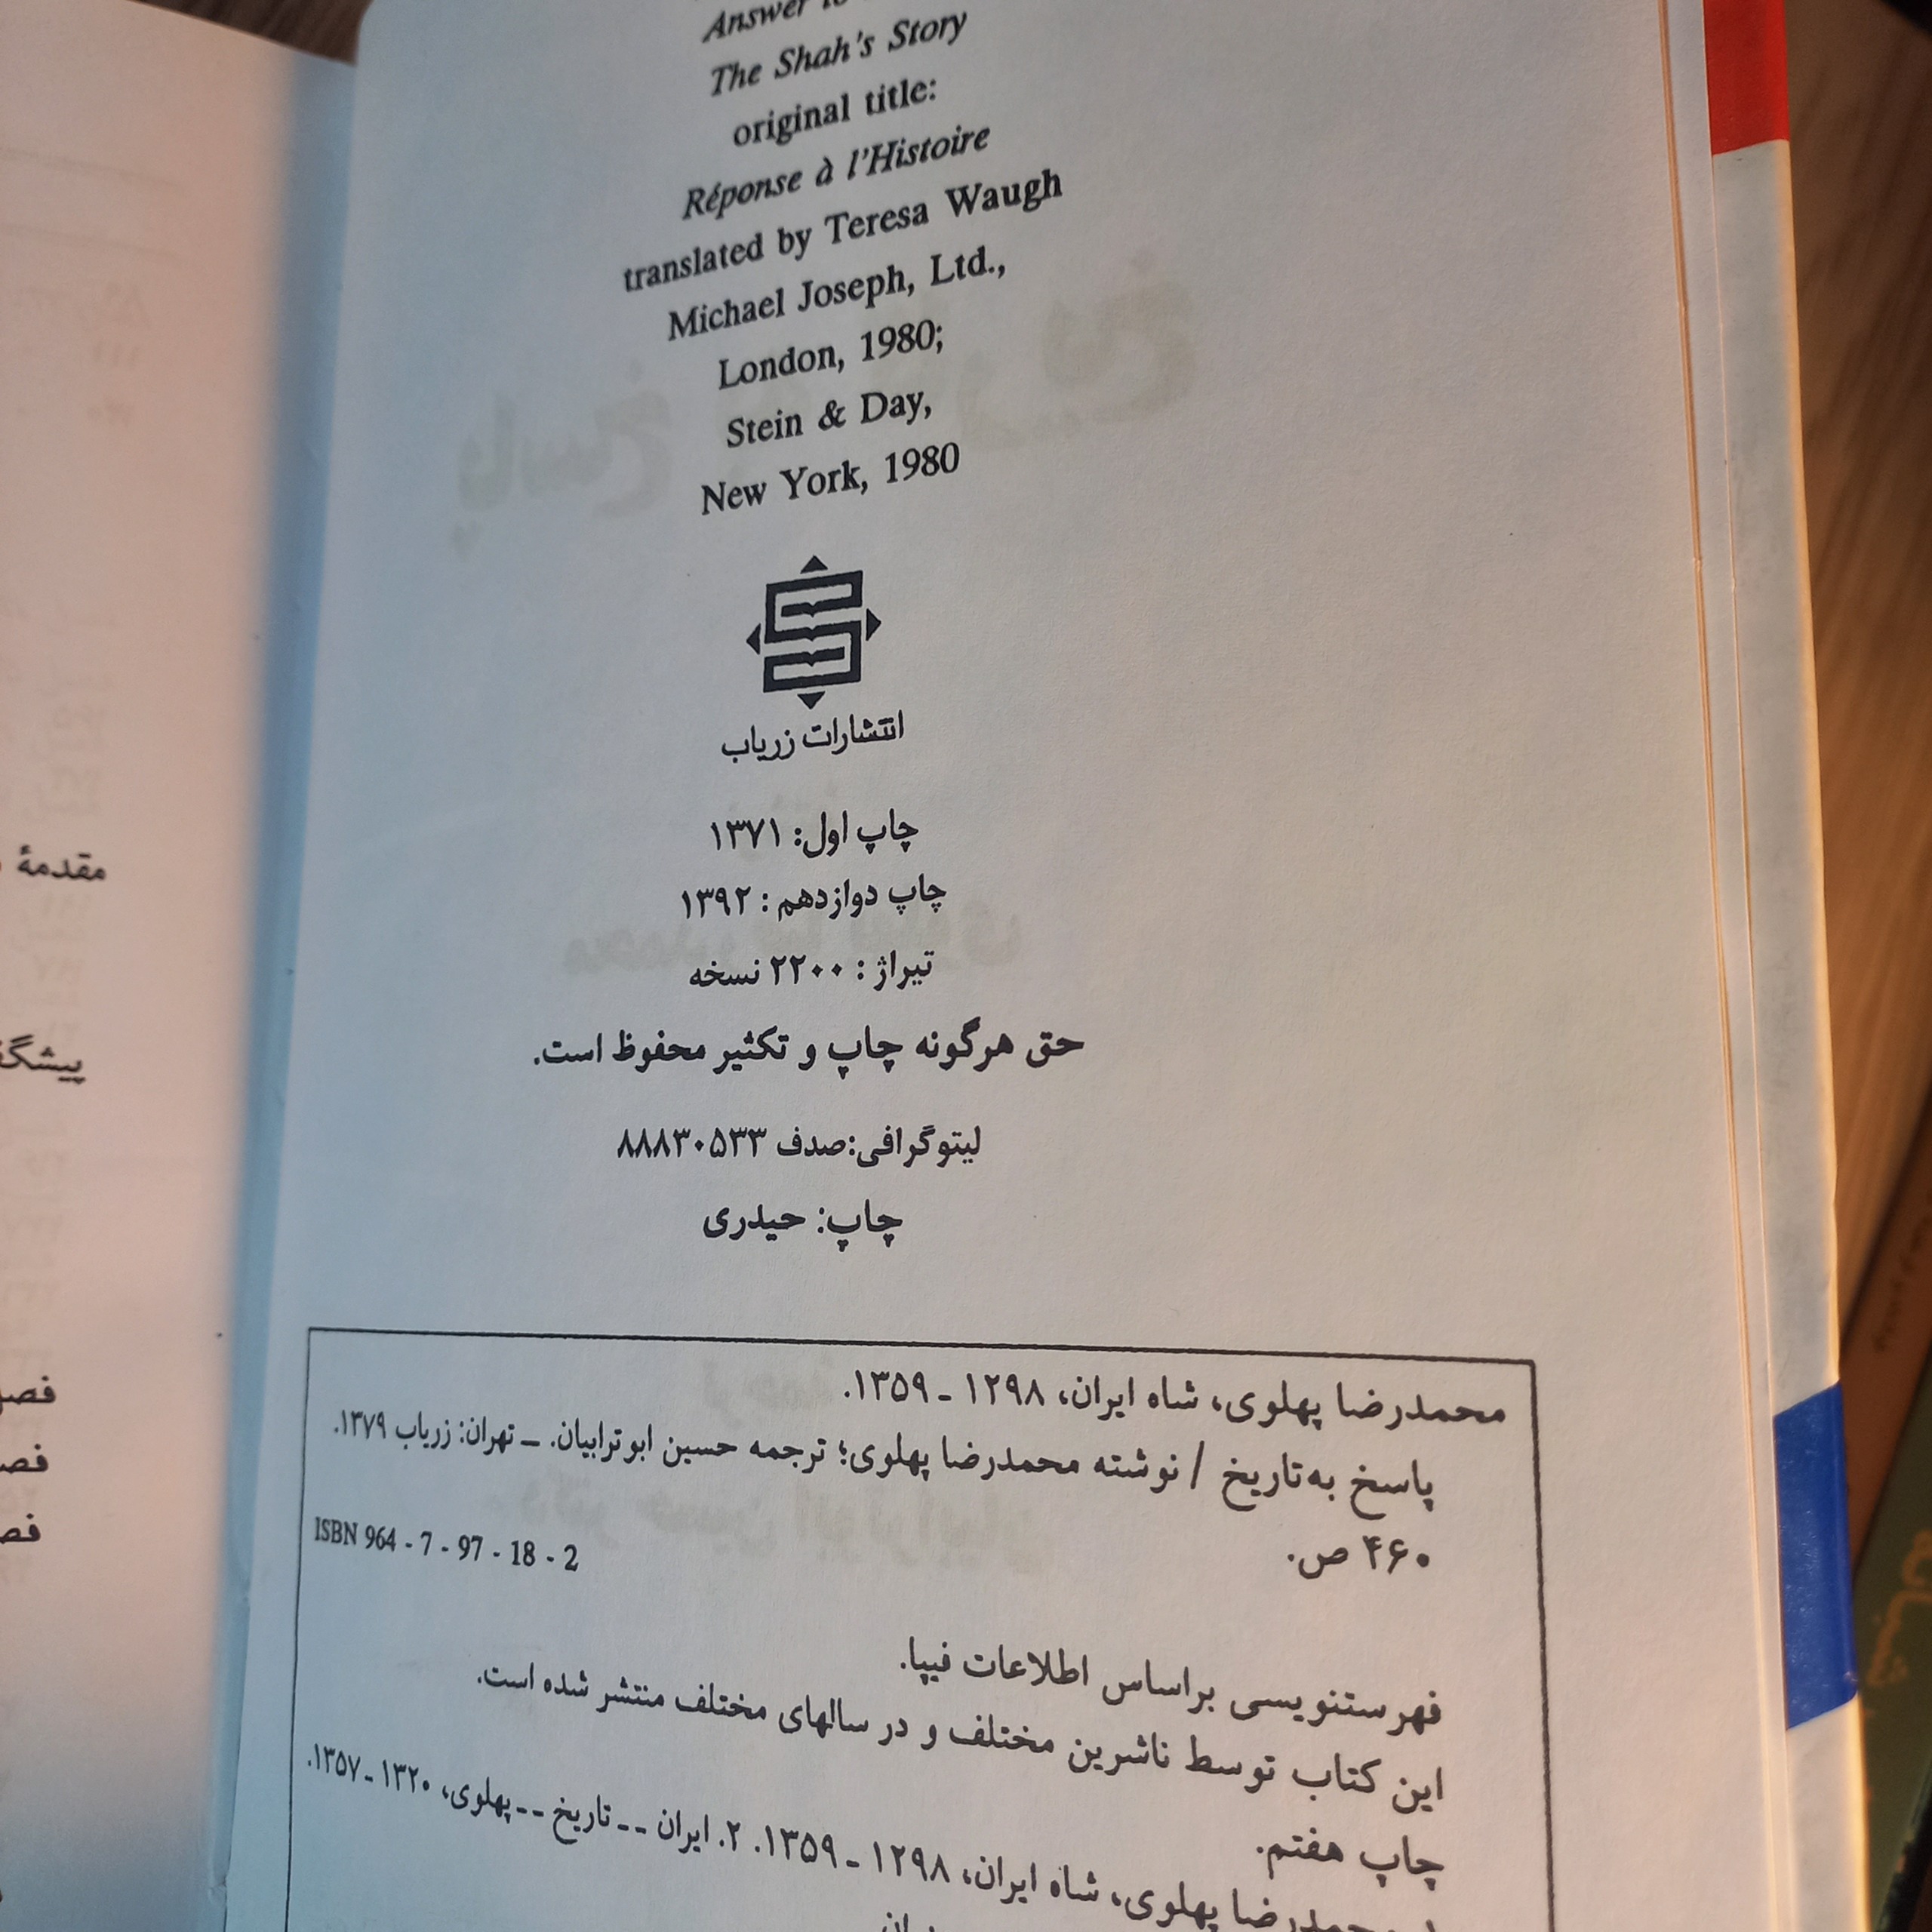 Answer to
The Shah's Story
original title:
Réponse à l'Histoire
translated by Teresa Waugh
Michael Joseph, Ltd.,
London, 1980;
Stein & Day,
New York, 1980
انتشارات زریاب
چاپ اول: ۱۳۷۱
چاپ دوازدهم : ۱۳۹۲
تیراژ : ۲۲۰۰ نسخه
حق هرگونه چاپ و تکثیر محفوظ است.
لیتوگرافی:صدف ۸۸۸۳۰۵۳۳
چاپ: حیدری
محمدرضا پهلوی، شاه ایران، ۱۲۹۸ ـ ۱۳۵۹.
پاسخ به‌تاریخ / نوشته محمدرضا پهلوی؛ ترجمه حسین ابوترابیان. ــ تهران: زریاب ۱۳۷۹.
۴۶۰ ص.
ISBN 964 - 7 - 97 - 18 - 2
فهرستنویسی براساس اطلاعات فیپا.
این کتاب توسط ناشرین مختلف و در سالهای مختلف منتشر شده است.
چاپ هفتم.
۱. محمدرضا پهلوی، شاه ایران، ۱۲۹۸ ـ ۱۳۵۹. ۲. ایران ـ ـ تاریخ ـ ـ پهلوی، ۱۳۲۰ ـ ۱۳۵۷.
مقدمهٔ